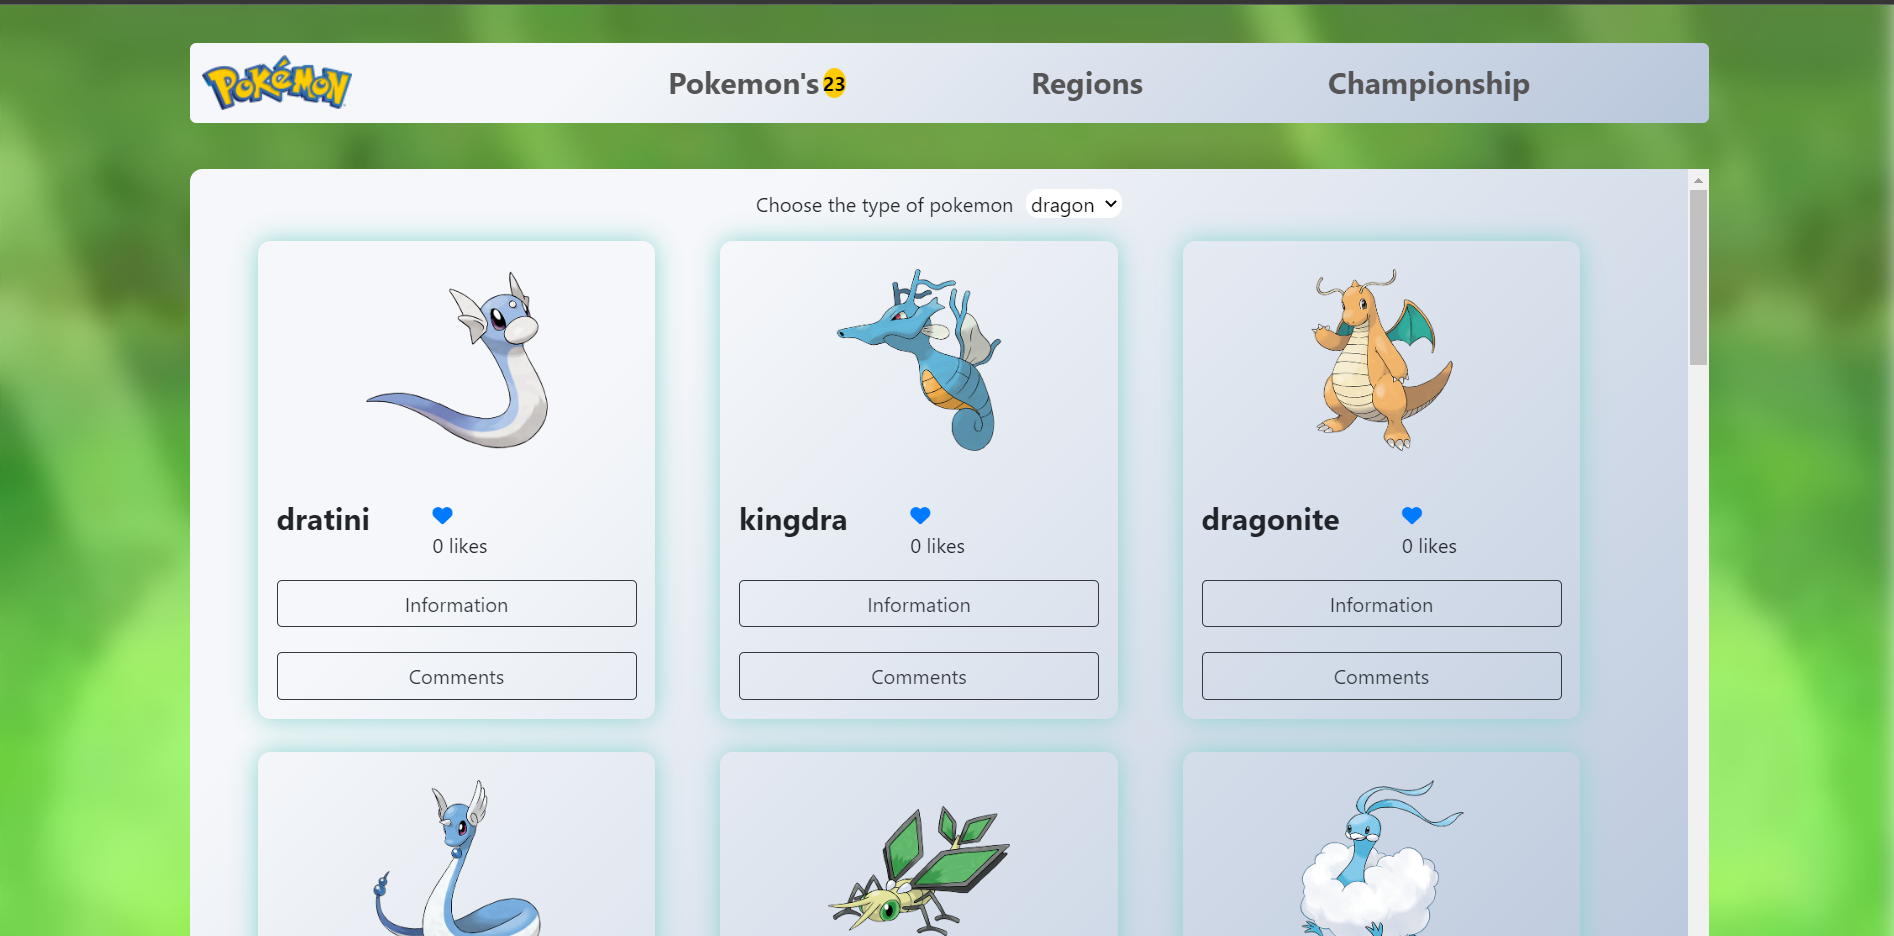 Pokémon
Pokemon's 23
Regions
Championship
Choose the type of pokemon dragon
dratini
0 likes
Information
Comments
kingdra
0 likes
Information
Comments
dragonite
0 likes
Information
Comments